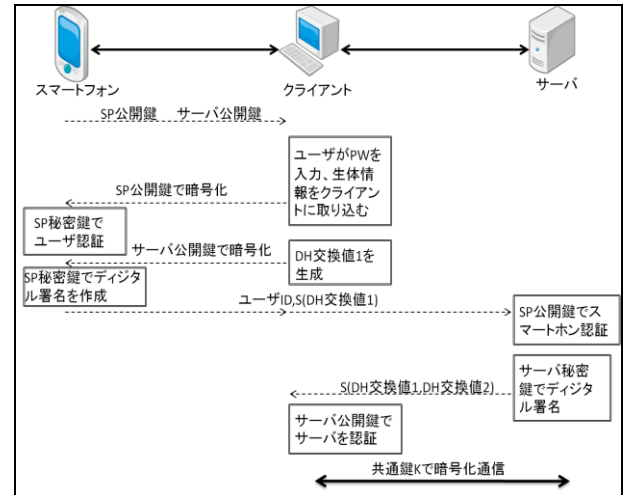 スマートフォン
クライアント
サーバ
SP公開鍵 サーバ公開鍵
ユーザがPWを
入力、生体情
報をクライアン
トに取り込む
SP公開鍵で暗号化
SP秘密鍵で
ユーザ認証
サーバ公開鍵で暗号化
DH交換値1を
生成
SP秘密鍵でディジタ
ル署名を作成
ユーザID,S(DH交換値1)
SP公開鍵でス
マートホン認証
サーバ秘密
鍵でディジタ
ル署名
S(DH交換値1,DH交換値2)
サーバ公開鍵で
サーバを認証
共通鍵Kで暗号化通信